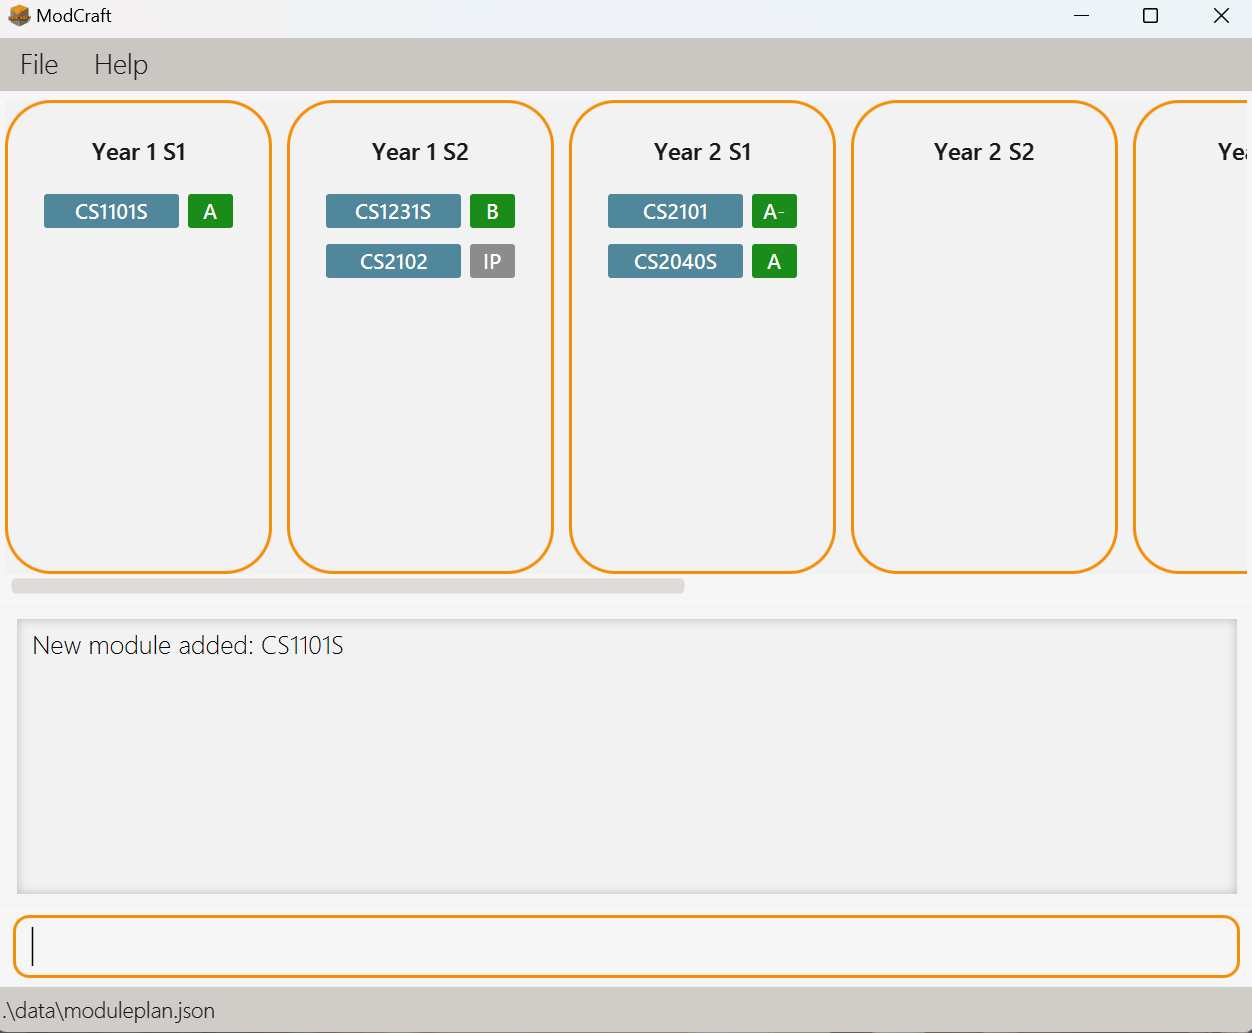 ModCraft
File Help
Year 1 S1
CS1101S A
Year 1 S2
CS1231S B
CS2102 IP
Year 2 S1
CS2101 A-
CS2040S A
Year 2 S2
New module added: CS1101S
.\data\moduleplan.json